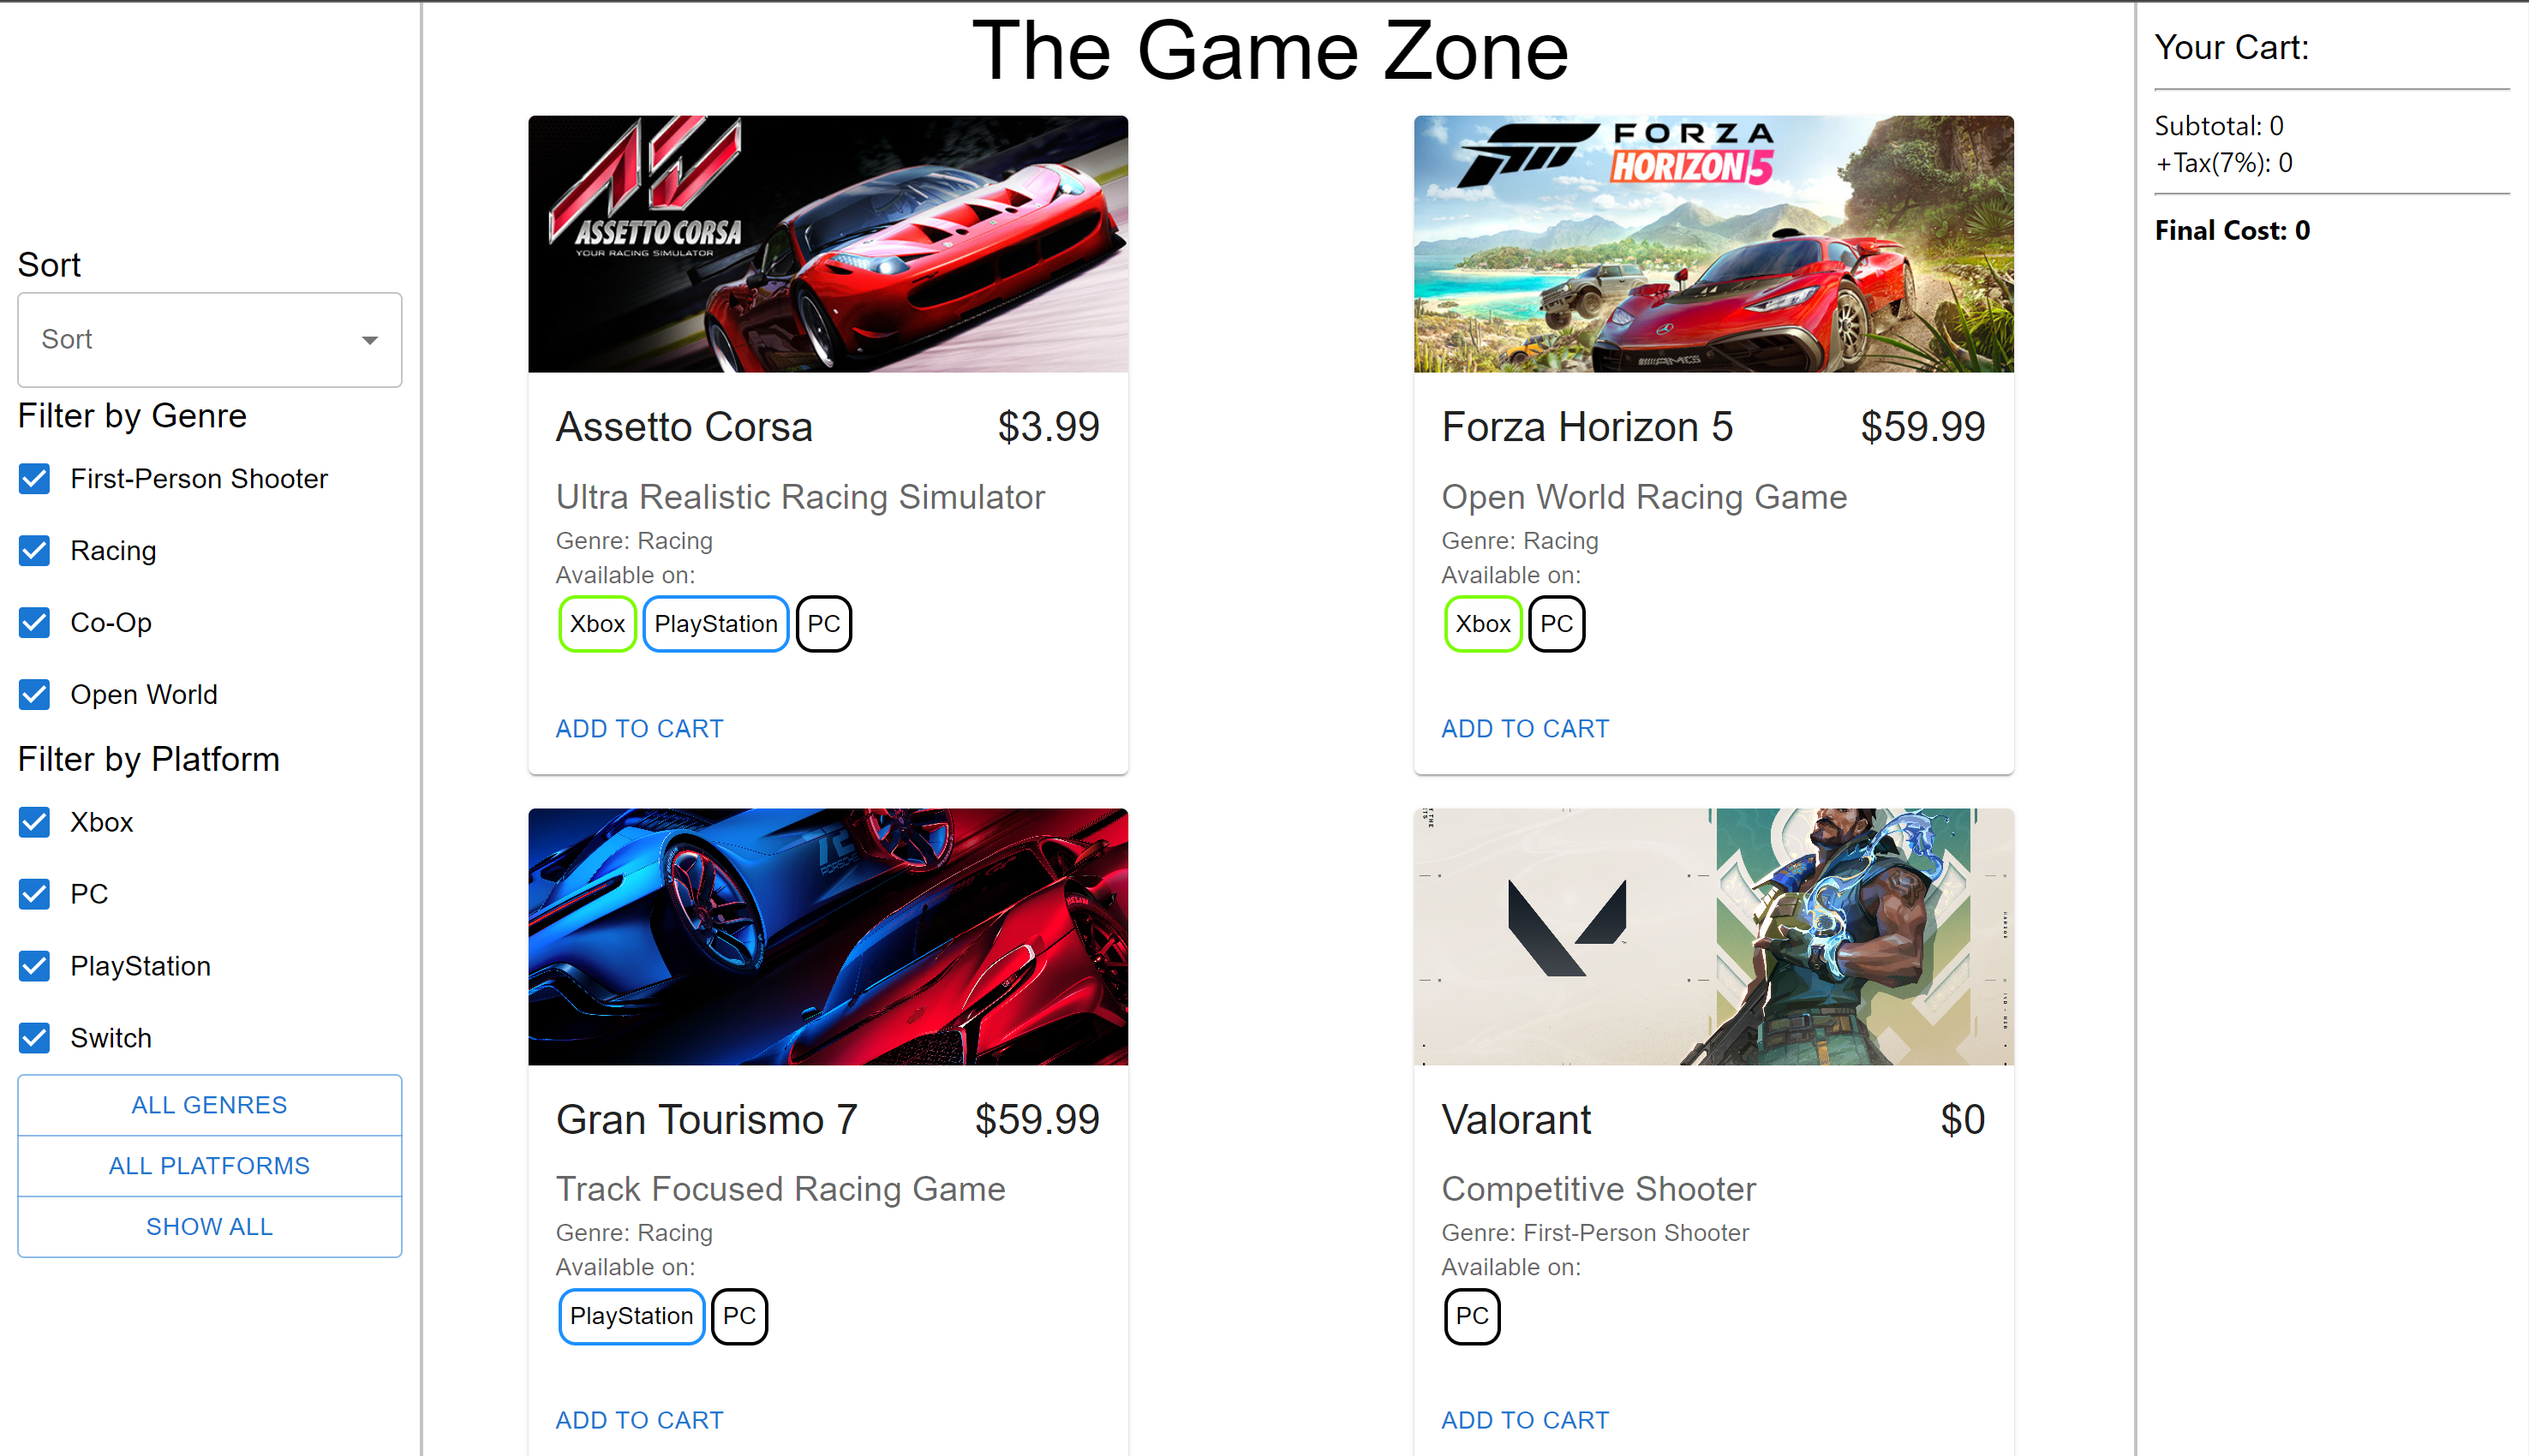 The Game Zone
Sort
Sort
Filter by Genre
First-Person Shooter
Racing
Co-Op
Open World
Filter by Platform
Xbox
PC
PlayStation
Switch
ALL GENRES
ALL PLATFORMS
SHOW ALL
ASSETTO CORSA
YOUR RACING SIMULATOR
Assetto Corsa $3.99
Ultra Realistic Racing Simulator
Genre: Racing
Available on:
Xbox PlayStation PC
ADD TO CART
FORZA
HORIZON 5
Forza Horizon 5 $59.99
Open World Racing Game
Genre: Racing
Available on:
Xbox PC
ADD TO CART
PORSCHE
Gran Tourismo 7 $59.99
Track Focused Racing Game
Genre: Racing
Available on:
PlayStation PC
ADD TO CART
Valorant $0
Competitive Shooter
Genre: First-Person Shooter
Available on:
PC
ADD TO CART
Your Cart:
Subtotal: 0
+Tax(7%): 0
Final Cost: 0